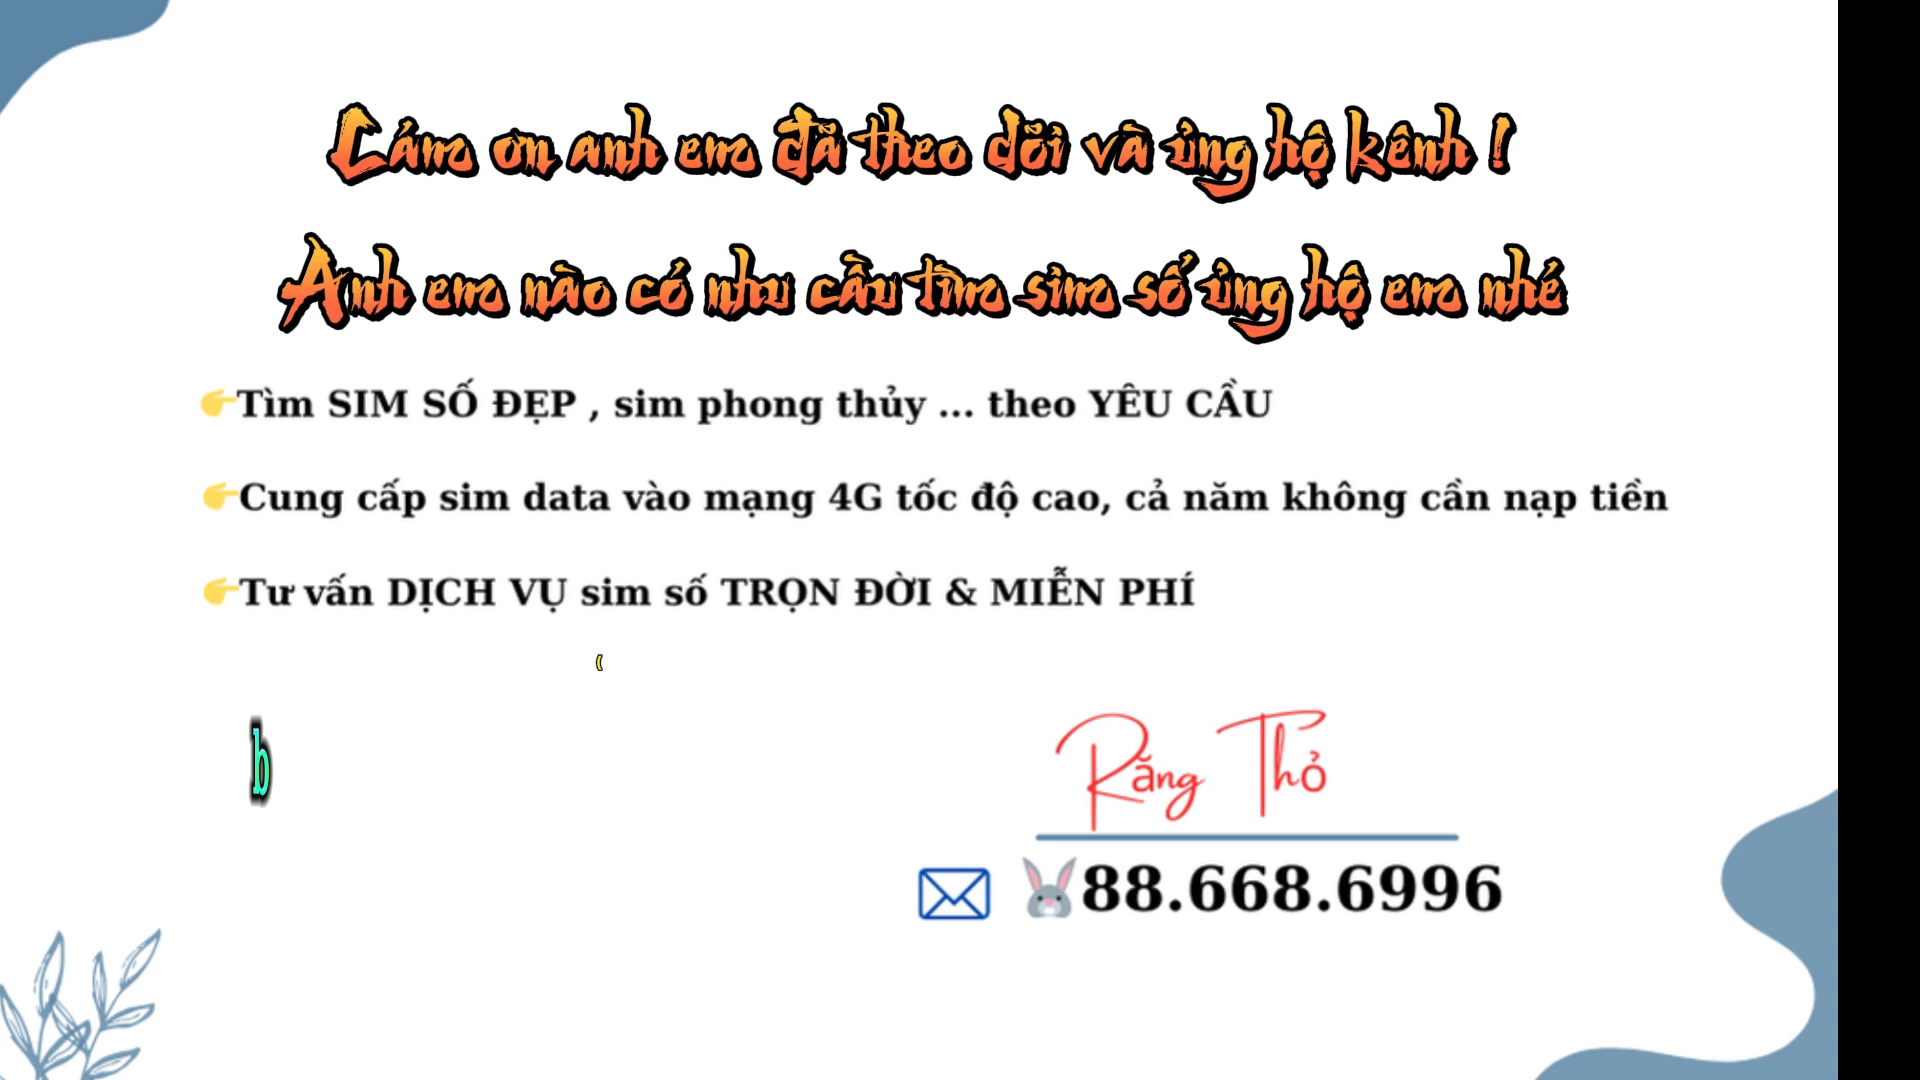 Cám ơn anh em đã theo dõi và ủng hộ kênh !
Anh em nào có nhu cầu tìm sim số ủng hộ em nhé
👉Tìm SIM SỐ ĐẸP , sim phong thủy ... theo YÊU CẦU
👉Cung cấp sim data vào mạng 4G tốc độ cao, cả năm không cần nạp tiền
👉Tư vấn DỊCH VỤ sim số TRỌN ĐỜI & MIỄN PHÍ
(
b
Răng Thỏ
88.668.6996